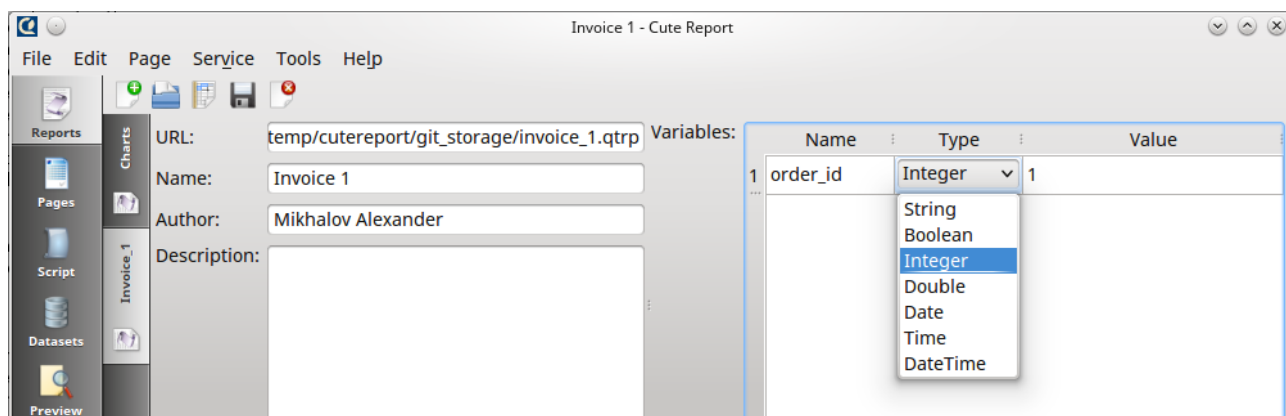 Invoice 1 - Cute Report
File Edit Page Service Tools Help
Reports
Pages
Script
Datasets
Preview
Charts
Invoice_1
URL: temp/cutereport/git_storage/invoice_1.qtrp
Name: Invoice 1
Author: Mikhalov Alexander
Description:
Variables:
Name Type Value
1 order_id Integer 1
String
Boolean
Integer
Double
Date
Time
DateTime